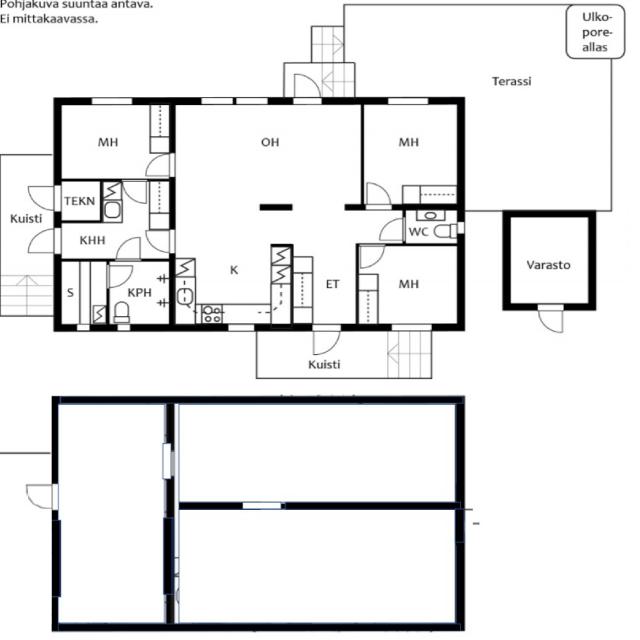 Pohjakuva suuntaa antava.
Ei mittakaavassa.
Ulko-
pore-
allas
Terassi
MH
OH
MH
TEKN
Kuisti
KHH
WC
S
KPH
K
ET
MH
Varasto
Kuisti